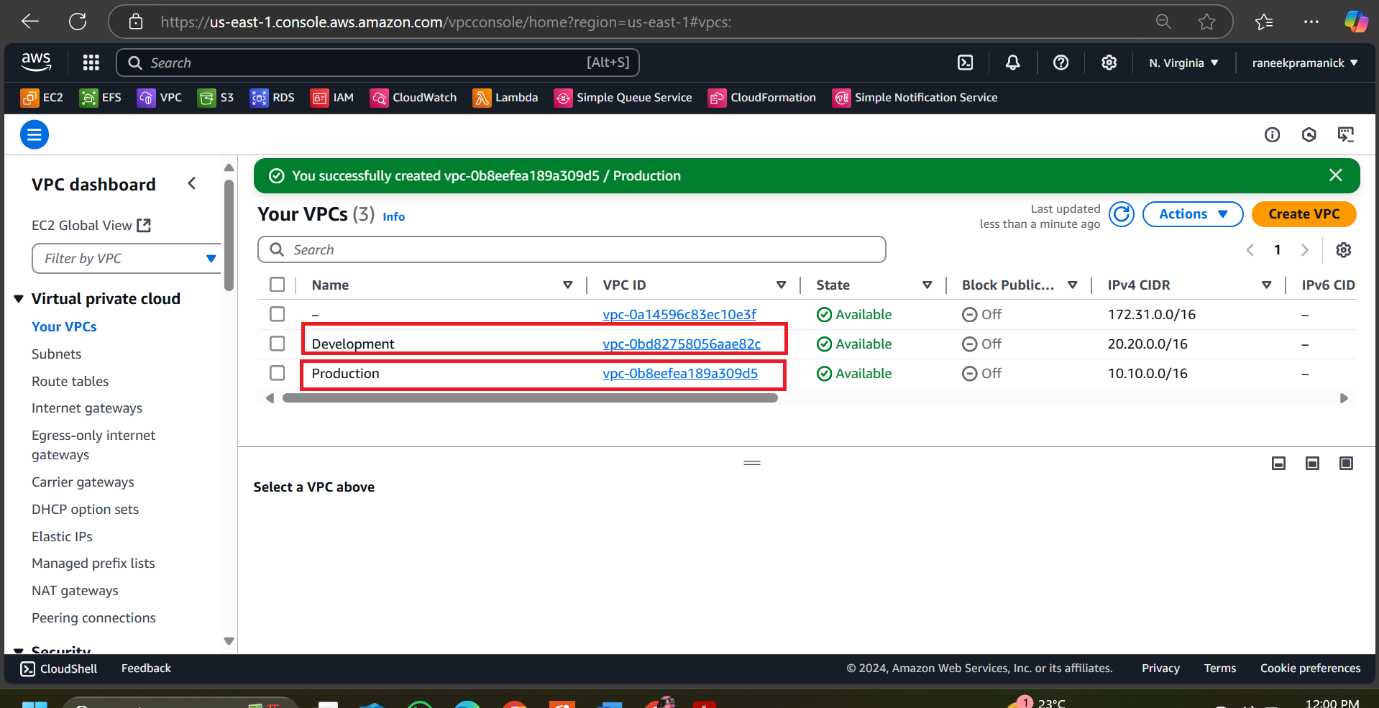 https://us-east-1.console.aws.amazon.com/vpcconsole/home?region=us-east-1#vpcs:
aws Search [Alt+S] N. Virginia ▼ raneekpramanick ▼
EC2 EFS VPC S3 RDS IAM CloudWatch Lambda Simple Queue Service CloudFormation Simple Notification Service
VPC dashboard
EC2 Global View
Filter by VPC
Virtual private cloud
Your VPCs
Subnets
Route tables
Internet gateways
Egress-only internet
gateways
Carrier gateways
DHCP option sets
Elastic IPs
Managed prefix lists
NAT gateways
Peering connections
Security
You successfully created vpc-0b8eefea189a309d5 / Production
Your VPCs (3) Info
Last updated
less than a minute ago
Actions ▼
Create VPC
Search
1
Name VPC ID State Block Public... IPv4 CIDR IPv6 CID
– vpc-0a14596c83ec10e3f Available Off 172.31.0.0/16 –
Development vpc-0bd82758056aae82c Available Off 20.20.0.0/16 –
Production vpc-0b8eefea189a309d5 Available Off 10.10.0.0/16 –
Select a VPC above
CloudShell Feedback © 2024, Amazon Web Services, Inc. or its affiliates. Privacy Terms Cookie preferences
1 23°C 12:00 PM